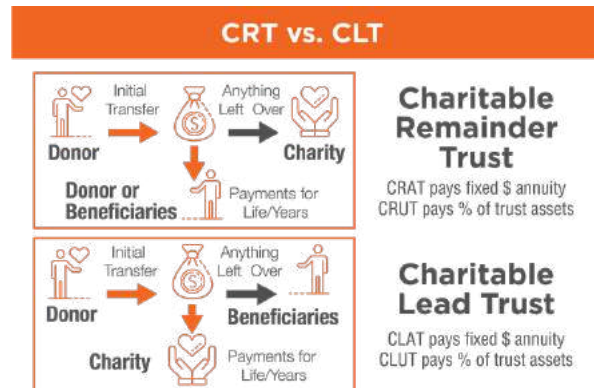 CRT vs. CLT
Initial
Transfer
Anything
Left Over
Donor
Charity
Donor or
Beneficiaries
Payments for
Life/Years
Charitable
Remainder
Trust
CRAT pays fixed $ annuity
CRUT pays % of trust assets
Initial
Transfer
Anything
Left Over
Donor
Beneficiaries
Charity
Payments for
Life/Years
Charitable
Lead Trust
CLAT pays fixed $ annuity
CLUT pays % of trust assets